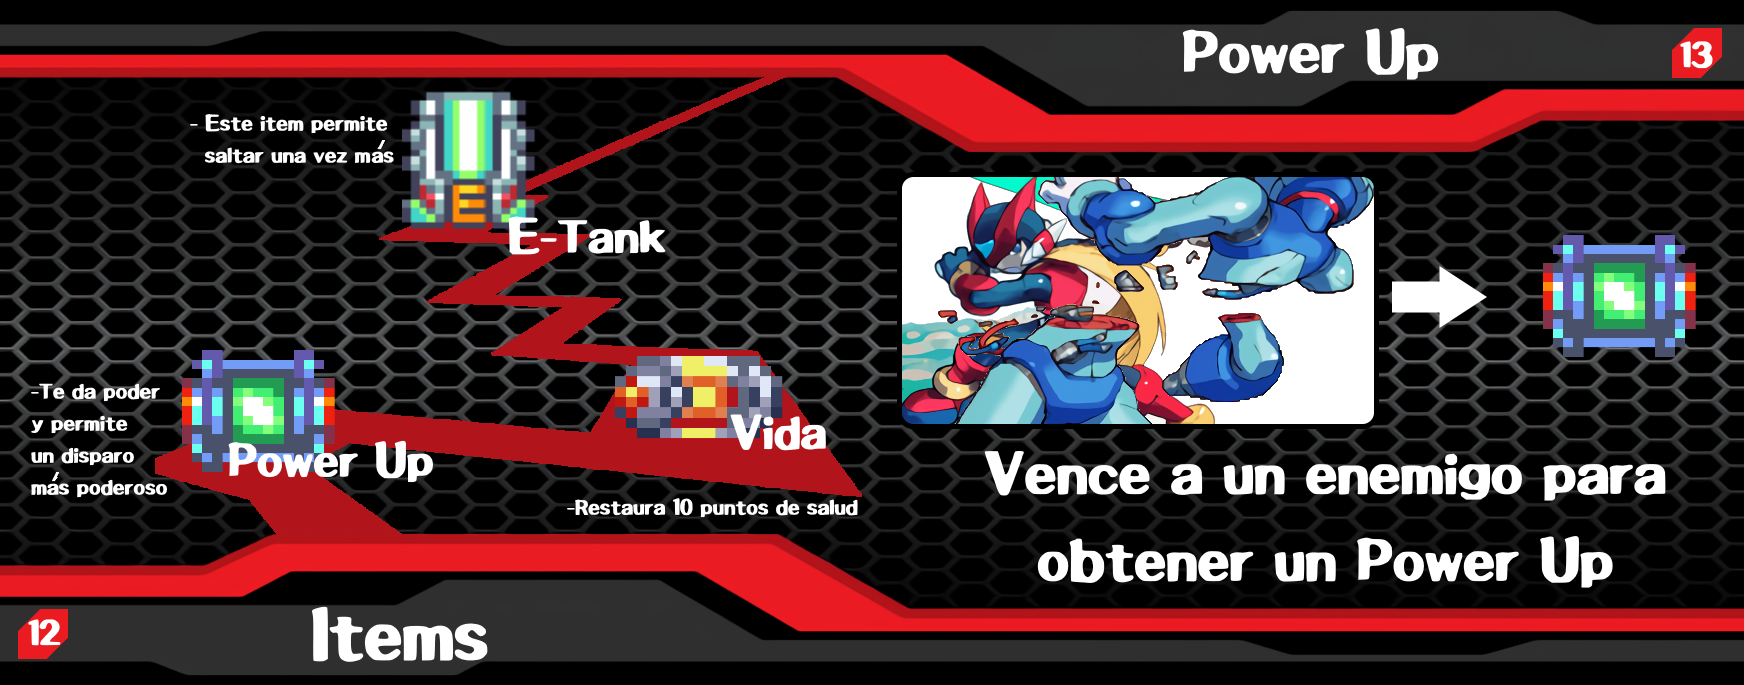 - Este item permite
saltar una vez más
E
E-Tank
-Te da poder
y permite
un disparo
más poderoso
Power Up
Vida
-Restaura 10 puntos de salud
12
Items
Power Up
13
Vence a un enemigo para
obtener un Power Up